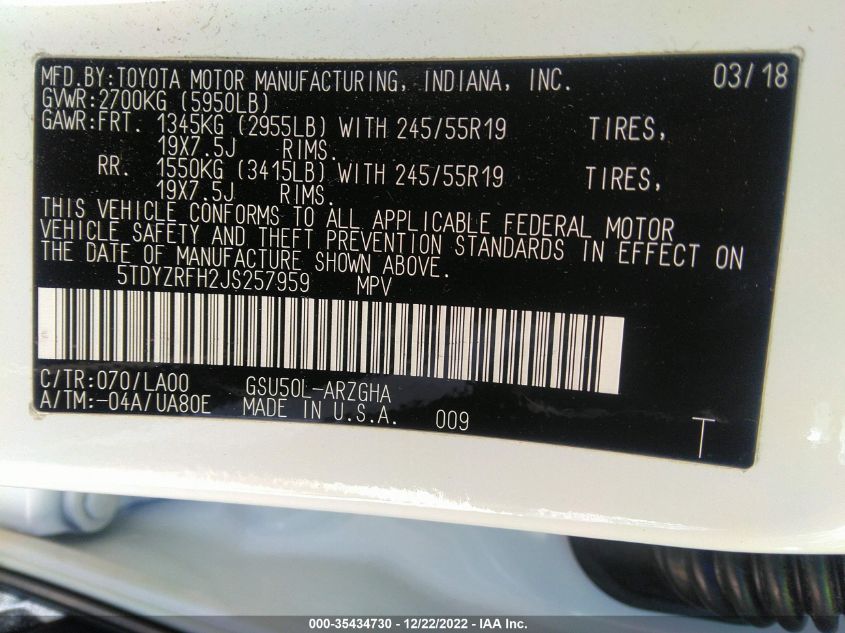 MFD.BY:TOYOTA MOTOR MANUFACTURING, INDIANA, INC. 03/18
GVWR:2700KG (5950LB)
GAWR:FRT. 1345KG (2955LB) WITH 245/55R19 TIRES,
19X7.5J RIMS.
RR. 1550KG (3415LB) WITH 245/55R19 TIRES,
19X7.5J RIMS.
THIS VEHICLE CONFORMS TO ALL APPLICABLE FEDERAL MOTOR
VEHICLE SAFETY AND THEFT PREVENTION STANDARDS IN EFFECT ON
THE DATE OF MANUFACTURE SHOWN ABOVE.
5TDYZRFH2JS257959 MPV
C/TR:070/LA00 GSU50L-ARZGHA
A/TM:-04A/UA80E MADE IN U.S.A. 009
T
000-35434730 - 12/22/2022 - IAA Inc.